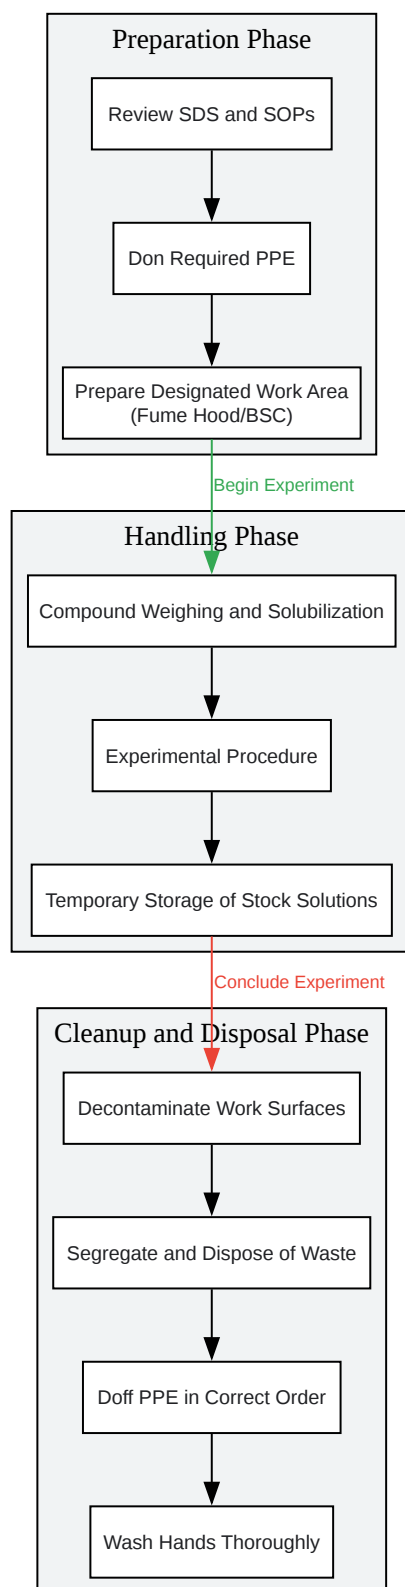 Preparation Phase
Review SDS and SOPs
Don Required PPE
Prepare Designated Work Area
(Fume Hood/BSC)
Begin Experiment
Handling Phase
Compound Weighing and Solubilization
Experimental Procedure
Temporary Storage of Stock Solutions
Conclude Experiment
Cleanup and Disposal Phase
Decontaminate Work Surfaces
Segregate and Dispose of Waste
Doff PPE in Correct Order
Wash Hands Thoroughly